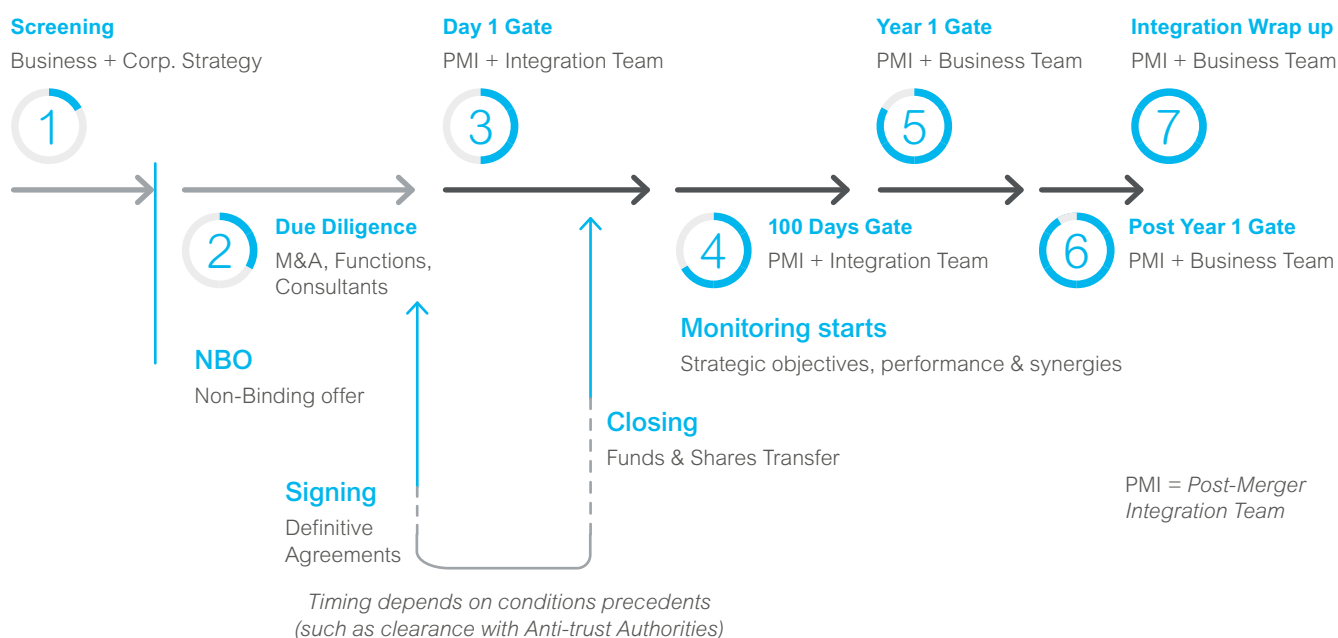 Screening
Business + Corp. Strategy
1
Day 1 Gate
PMI + Integration Team
3
Year 1 Gate
PMI + Business Team
5
Integration Wrap up
PMI + Business Team
7
2
Due Diligence
M&A, Functions,
Consultants
4
100 Days Gate
PMI + Integration Team
6
Post Year 1 Gate
PMI + Business Team
NBO
Non-Binding offer
Monitoring starts
Strategic objectives, performance & synergies
Closing
Funds & Shares Transfer
Signing
Definitive
Agreements
PMI = Post-Merger
Integration Team
Timing depends on conditions precedents
(such as clearance with Anti-trust Authorities)